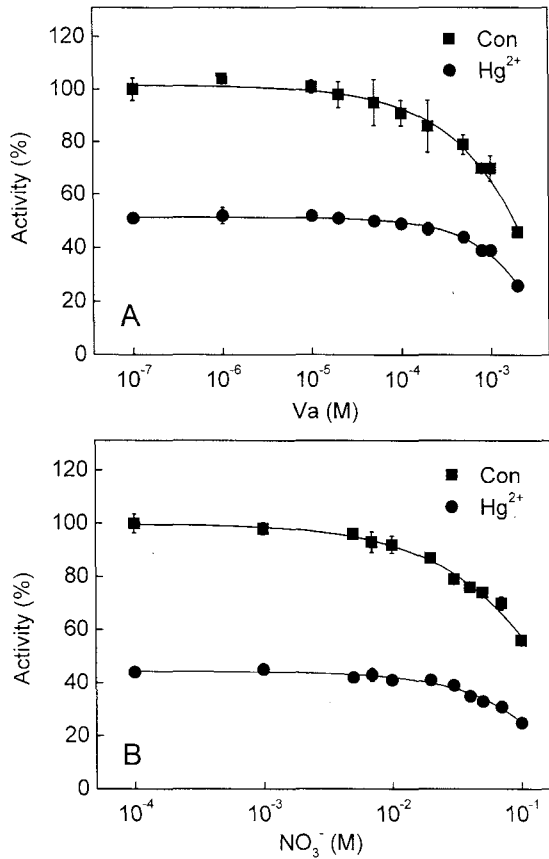 120
100
80
60
40
20
0
Activity (%)
Con
Hg²⁺
A
10⁻⁷ 10⁻⁶ 10⁻⁵ 10⁻⁴ 10⁻³
Va (M)
120
100
80
60
40
20
0
Activity (%)
Con
Hg²⁺
B
10⁻⁴ 10⁻³ 10⁻² 10⁻¹
NO₃⁻ (M)